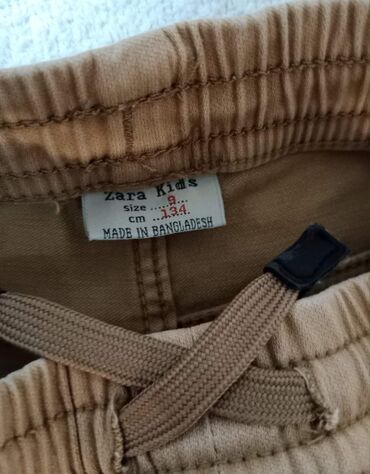 Zara Kids
Size ......9......
cm ....134....
MADE IN BANGLADESH